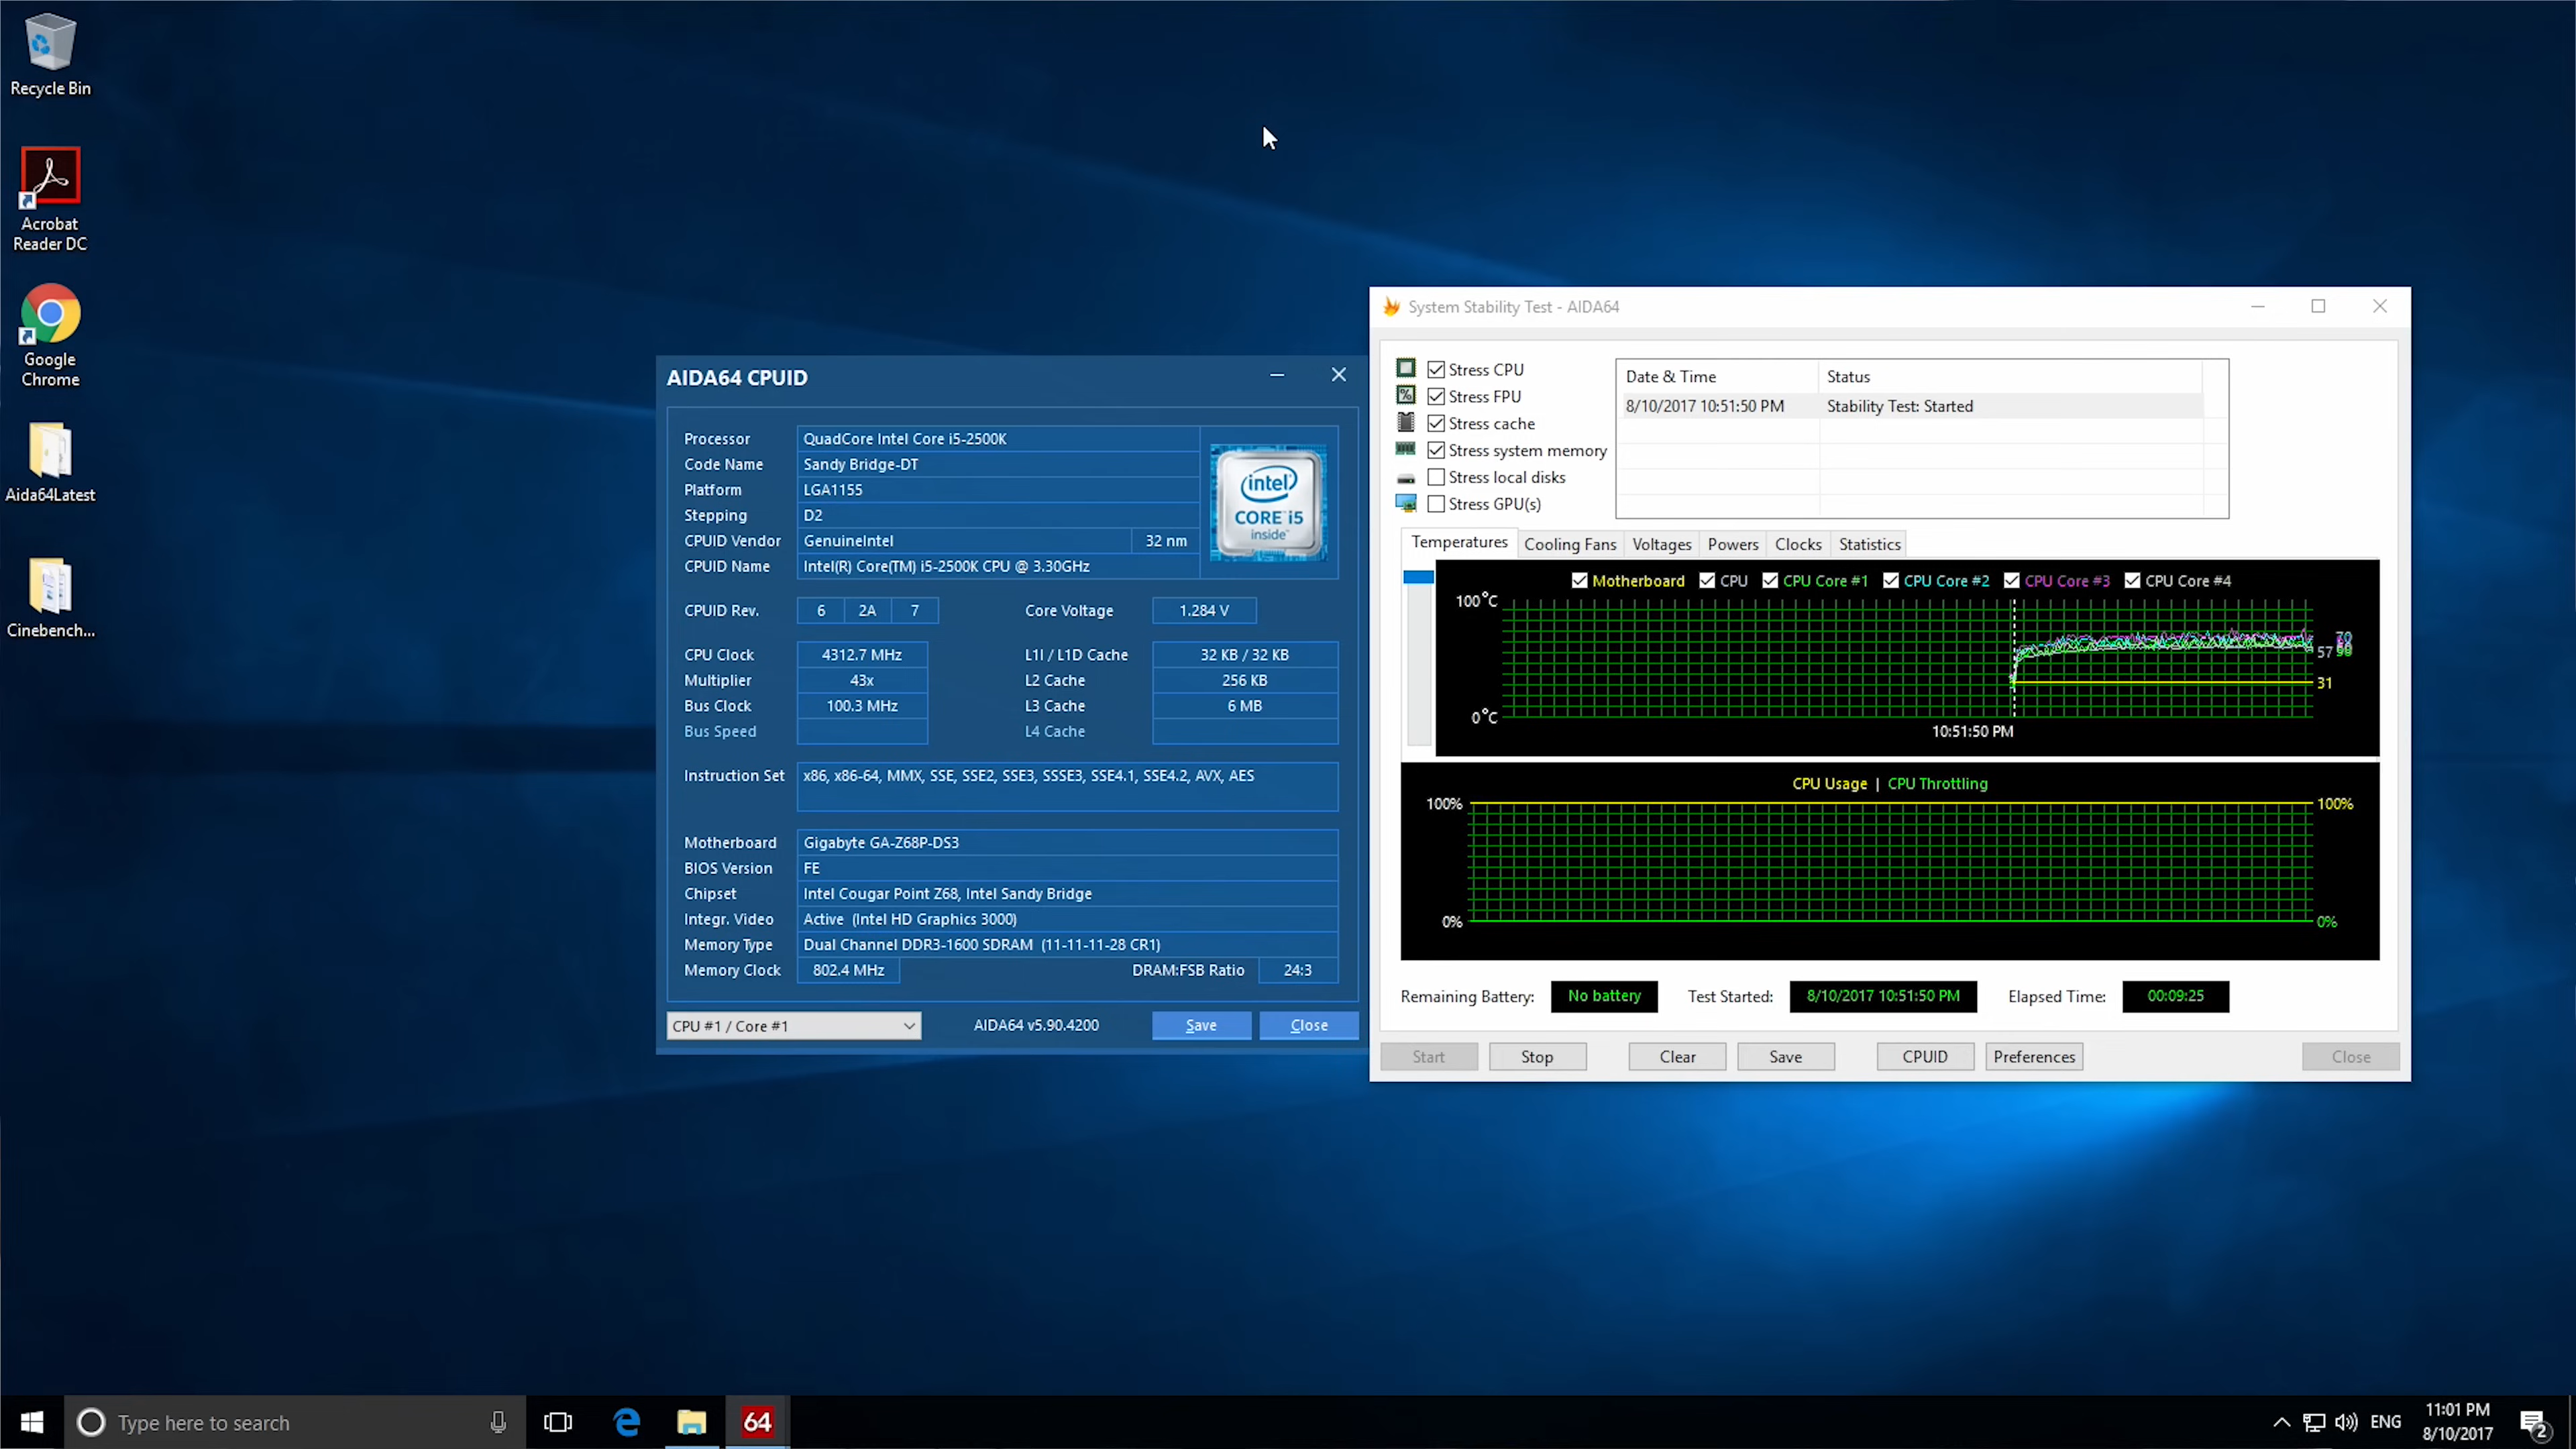 Recycle Bin
Acrobat
Reader DC
Google
Chrome
Aida64Latest
Cinebench...
AIDA64 CPUID
Processor QuadCore Intel Core i5-2500K
Code Name Sandy Bridge-DT
Platform LGA1155
Stepping D2
CPUID Vendor GenuineIntel 32 nm
CPUID Name Intel(R) Core(TM) i5-2500K CPU @ 3.30GHz
intel
CORE i5
inside™
CPUID Rev. 6 2A 7 Core Voltage 1.284 V
CPU Clock 4312.7 MHz L1I / L1D Cache 32 KB / 32 KB
Multiplier 43x L2 Cache 256 KB
Bus Clock 100.3 MHz L3 Cache 6 MB
Bus Speed L4 Cache
Instruction Set x86, x86-64, MMX, SSE, SSE2, SSE3, SSSE3, SSE4.1, SSE4.2, AVX, AES
Motherboard Gigabyte GA-Z68P-DS3
BIOS Version FE
Chipset Intel Cougar Point Z68, Intel Sandy Bridge
Integr. Video Active (Intel HD Graphics 3000)
Memory Type Dual Channel DDR3-1600 SDRAM (11-11-11-28 CR1)
Memory Clock 802.4 MHz DRAM:FSB Ratio 24:3
CPU #1 / Core #1 AIDA64 v5.90.4200 Save Close
System Stability Test - AIDA64
Stress CPU
Stress FPU
Stress cache
Stress system memory
Stress local disks
Stress GPU(s)
Date & Time Status
8/10/2017 10:51:50 PM Stability Test: Started
Temperatures Cooling Fans Voltages Powers Clocks Statistics
Motherboard CPU CPU Core #1 CPU Core #2 CPU Core #3 CPU Core #4
100°C
70
57
31
0°C
10:51:50 PM
CPU Usage | CPU Throttling
100% 100%
0% 0%
Remaining Battery: No battery Test Started: 8/10/2017 10:51:50 PM Elapsed Time: 00:09:25
Start Stop Clear Save CPUID Preferences Close
Type here to search
64
ENG
11:01 PM
8/10/2017
2